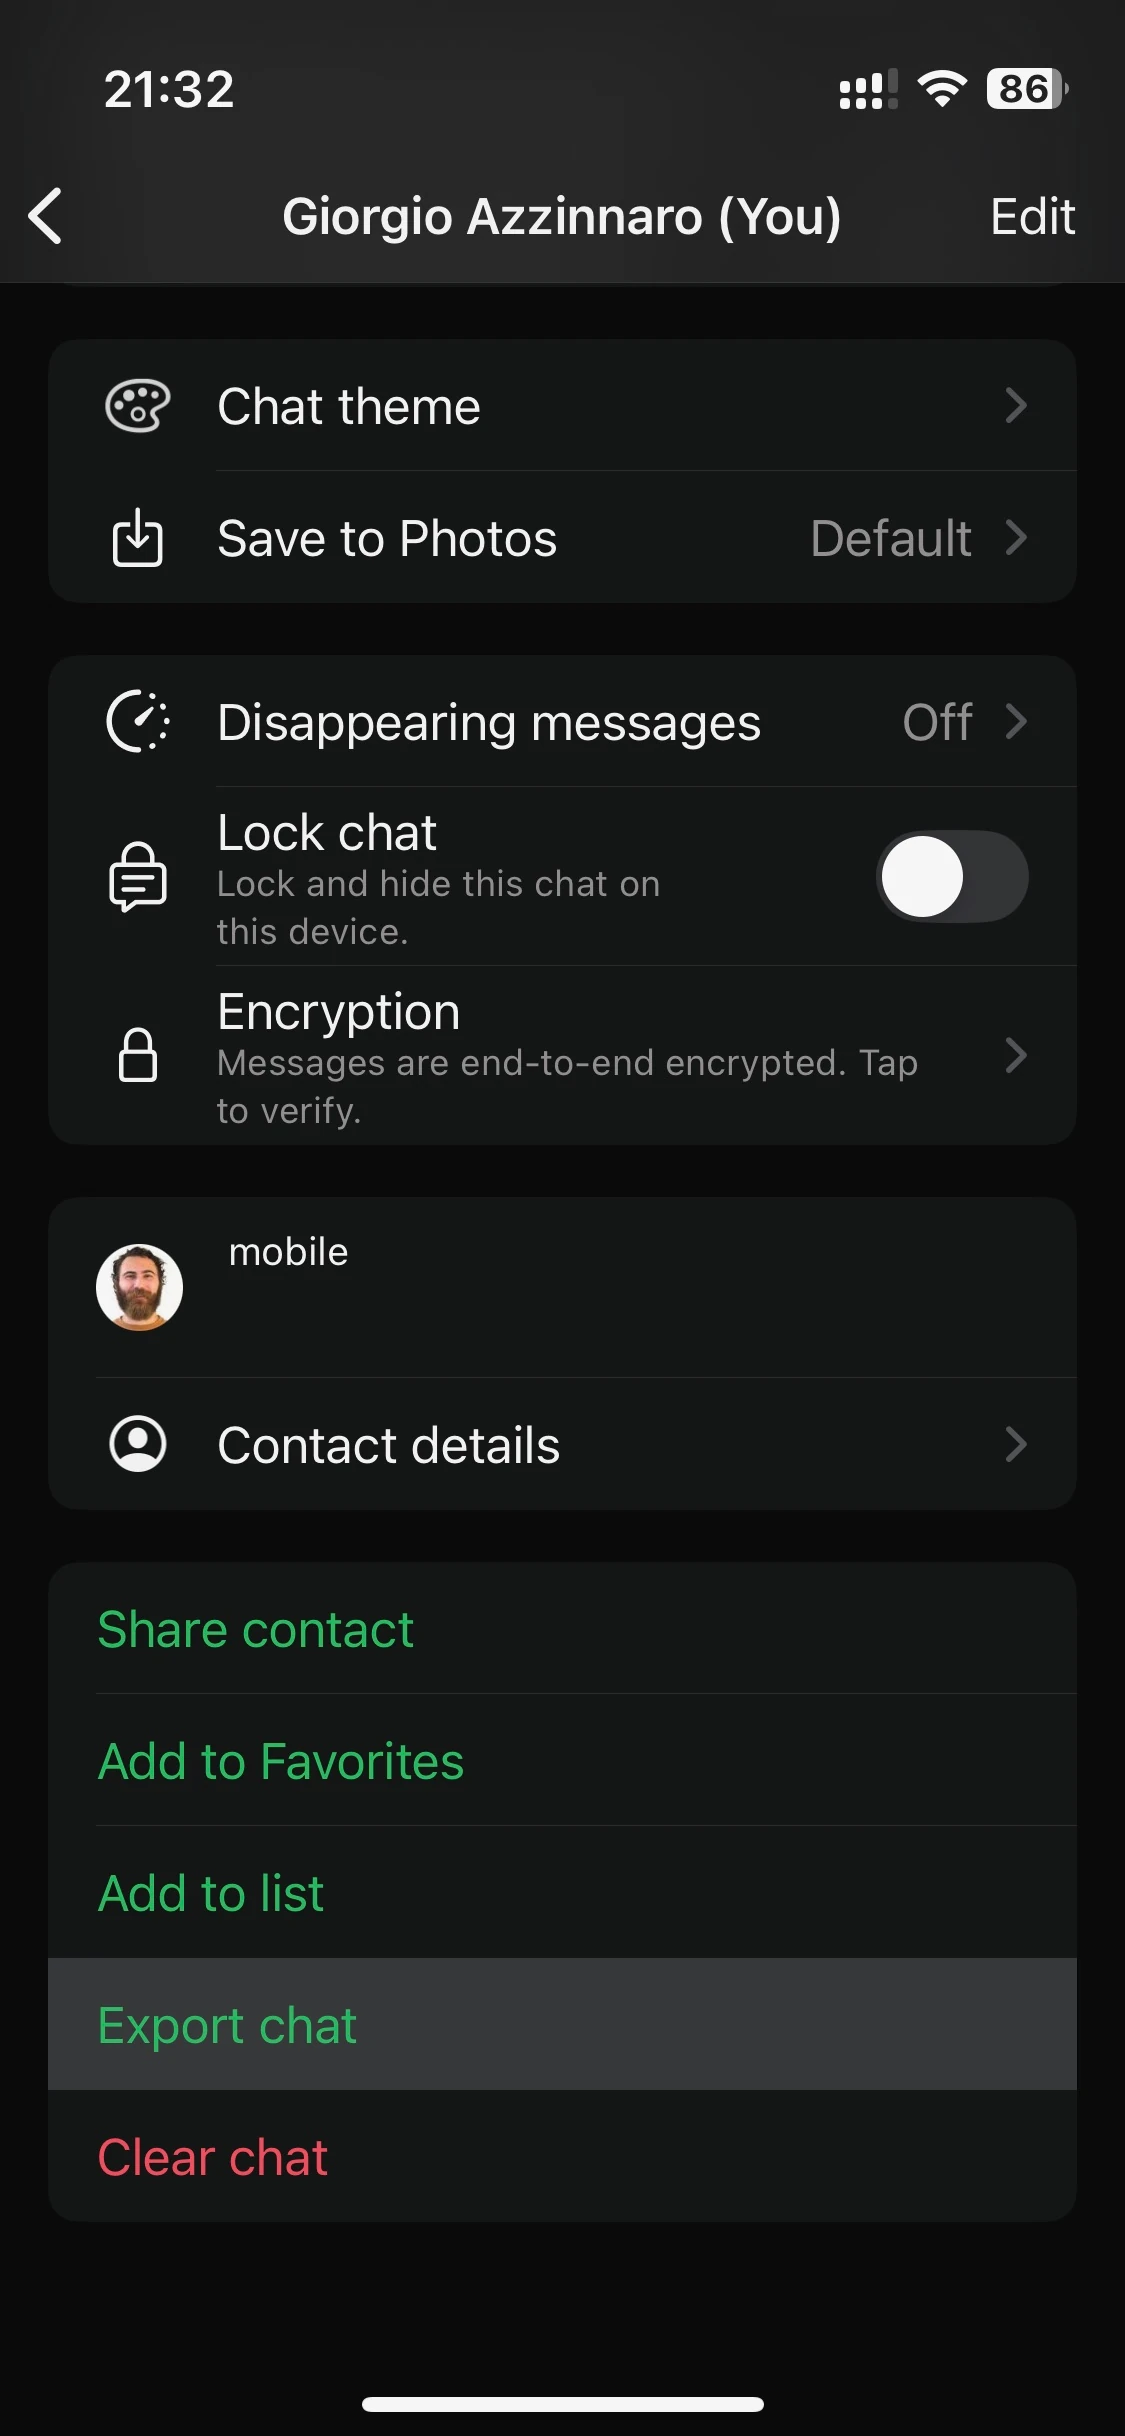 21:32
86
Giorgio Azzinnaro (You)
Edit
Chat theme
Save to Photos
Default
Disappearing messages
Off
Lock chat
Lock and hide this chat on
this device.
Encryption
Messages are end-to-end encrypted. Tap
to verify.
mobile
Contact details
Share contact
Add to Favorites
Add to list
Export chat
Clear chat